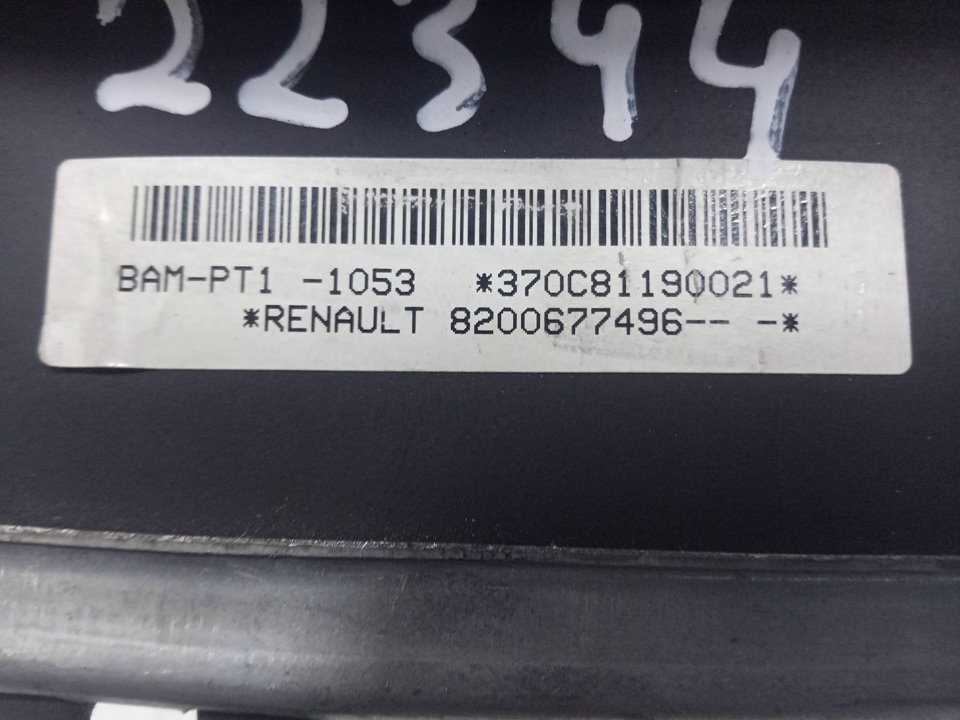 22344
BAM-PT1 -1053 *370C81190021*
*RENAULT 8200677496-- -*